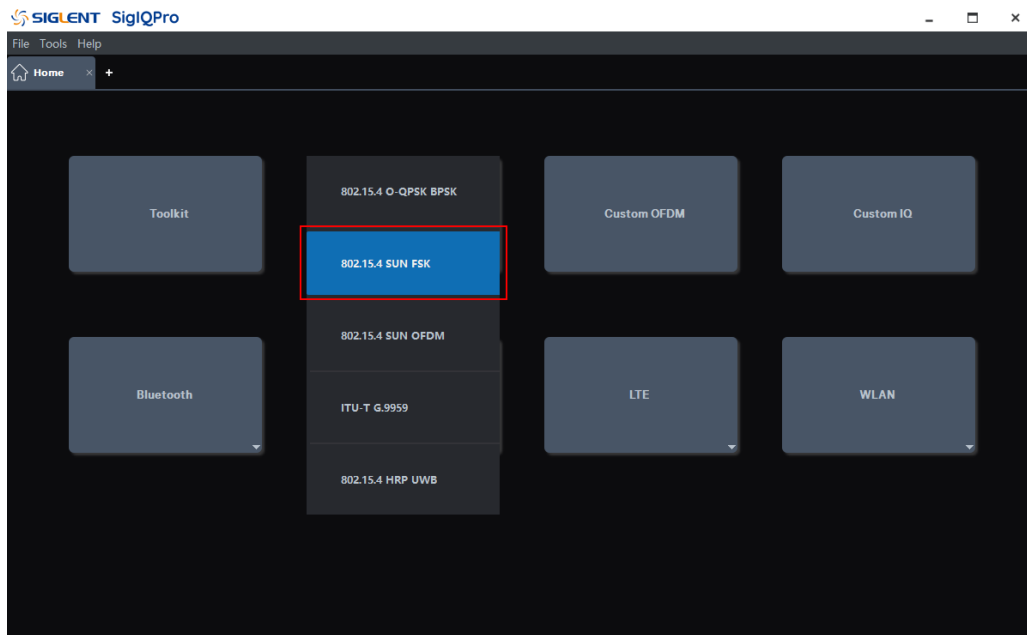 SIGLENT SigIQPro
File Tools Help
Home × +
Toolkit
802.15.4 O-QPSK BPSK
802.15.4 SUN FSK
802.15.4 SUN OFDM
ITU-T G.9959
802.15.4 HRP UWB
Custom OFDM
Custom IQ
Bluetooth
LTE
WLAN